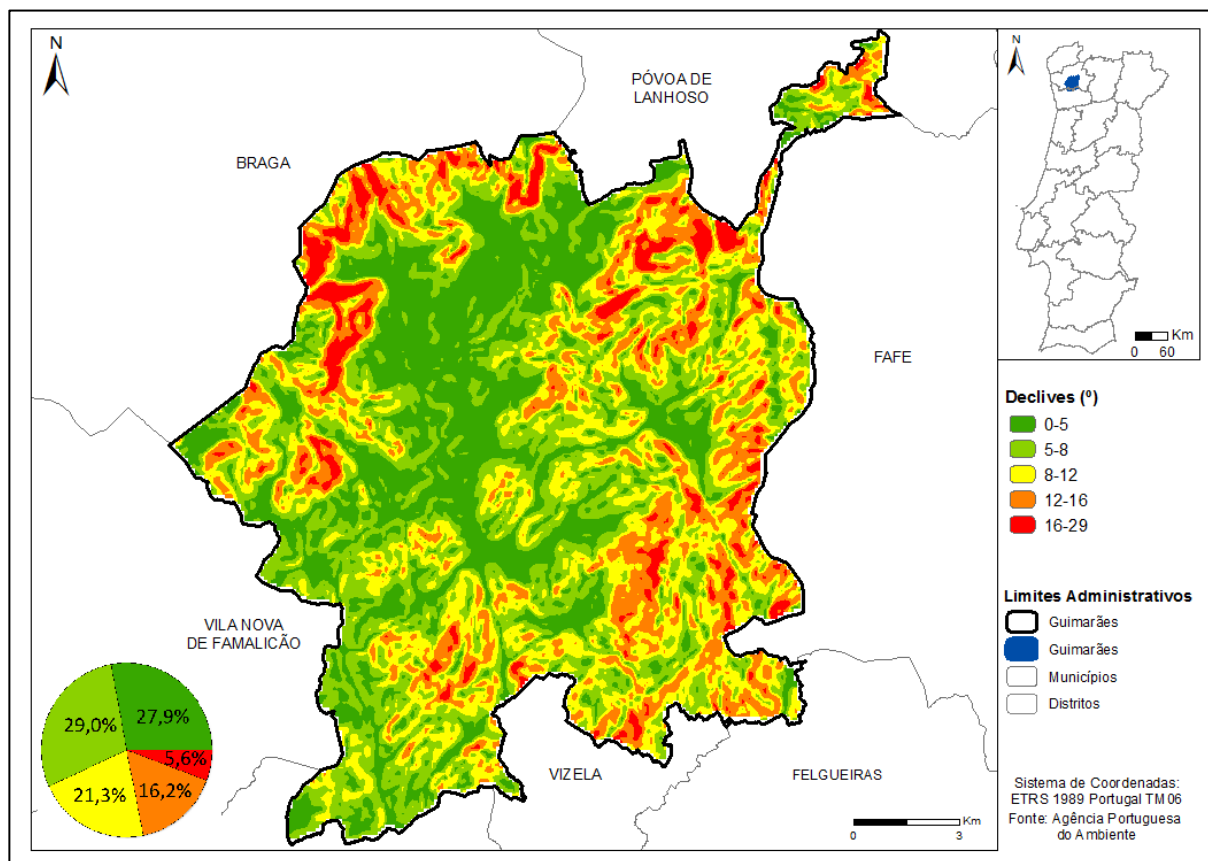 N
PÓVOA DE
LANHOSO
BRAGA
FAFE
VILA NOVA
DE FAMALICÃO
VIZELA
FELGUEIRAS
29,0%
27,9%
5,6%
21,3%
16,2%
Km
0 3
N
Km
0 60
Declives (º)
0-5
5-8
8-12
12-16
16-29
Limites Administrativos
Guimarães
Guimarães
Municípios
Distritos
Sistema de Coordenadas:
ETRS 1989 Portugal TM06
Fonte: Agência Portuguesa
do Ambiente